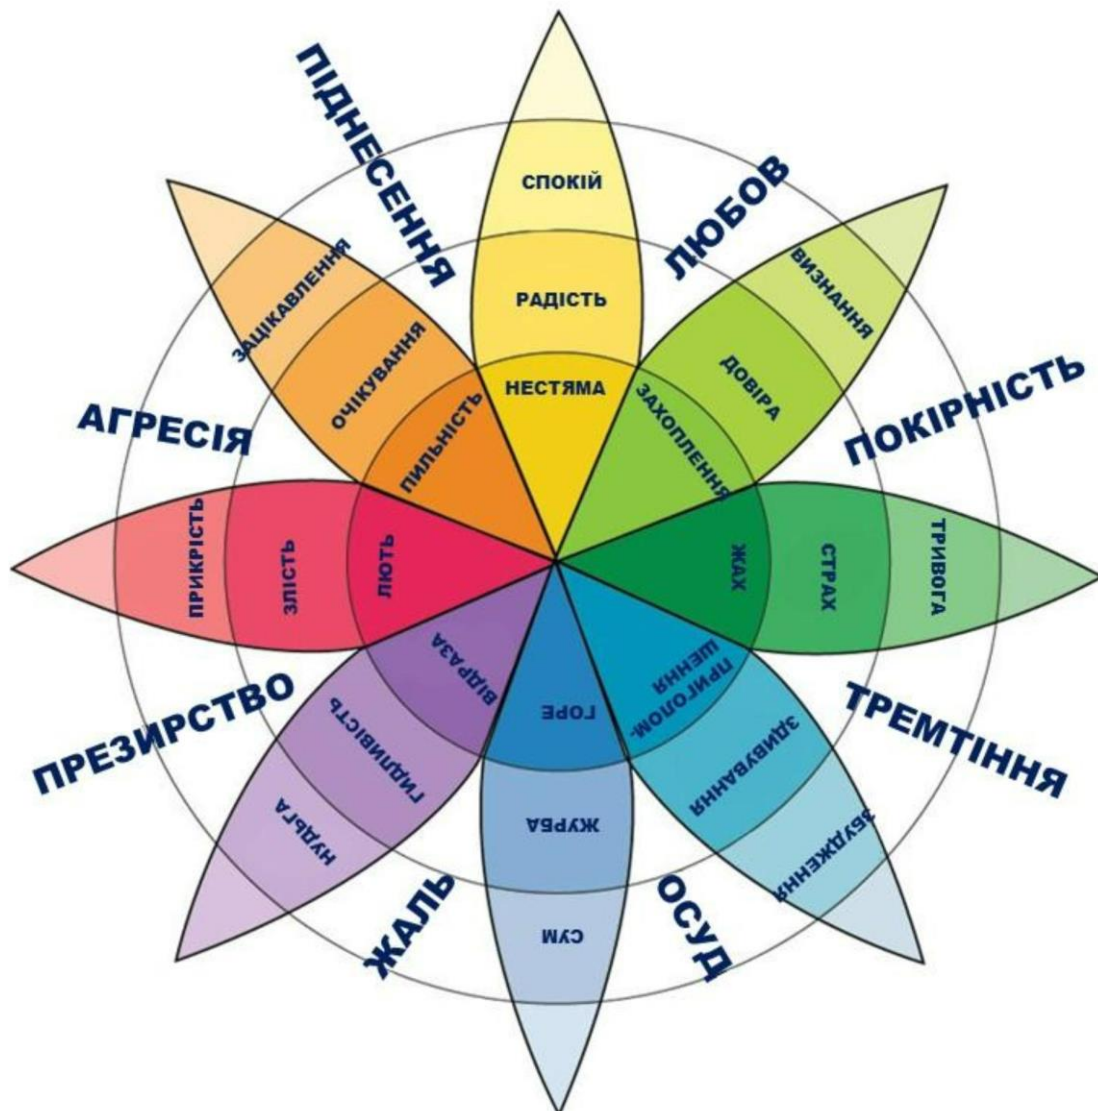 ПІДНЕСЕННЯ
ЛЮБОВ
СПОКІЙ
РАДІСТЬ
НЕСТЯМА
ВИЗНАННЯ
ДОВІРА
ЗАХОПЛЕННЯ
ПОКІРНІСТЬ
ЗАЦІКАВЛЕННЯ
ОЧІКУВАННЯ
ПИЛЬНІСТЬ
АГРЕСІЯ
ПРИКРІСТЬ
ЗЛІСТЬ
ЛЮТЬ
ЖАХ
СТРАХ
ТРИВОГА
ПРЕЗИРСТВО
ВІДРАЗА
ГИДЛИВІСТЬ
НУДЬГА
ГОРЕ
ЖУРБА
СУМ
ПРИГОЛОМ-
ШЕННЯ
ЗДИВУВАННЯ
ЗБУДЖЕННЯ
ТРЕМТІННЯ
ЖАЛЬ
ОСУД